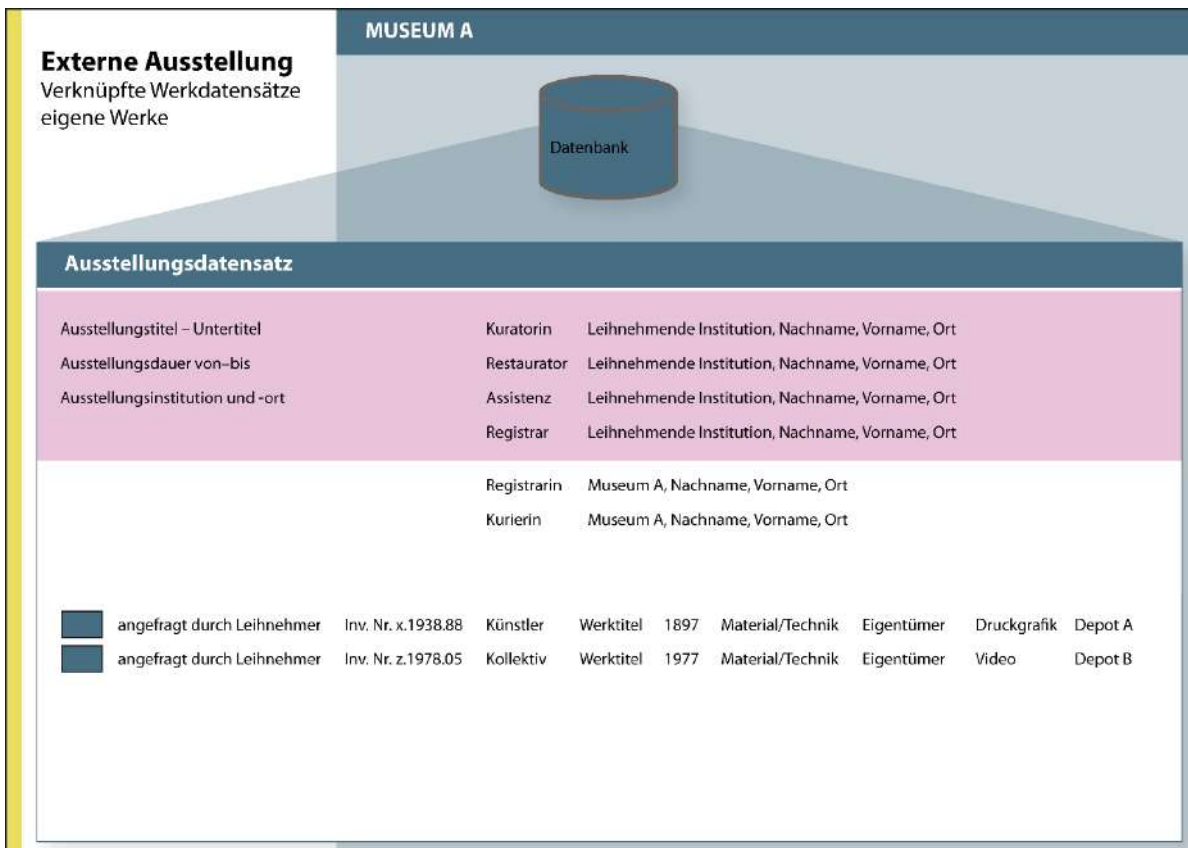 MUSEUM A
Externe Ausstellung
Verknüpfte Werkdatensätze
eigene Werke
Datenbank
Ausstellungsdatensatz
Ausstellungstitel – Untertitel Kuratorin Leihnehmende Institution, Nachname, Vorname, Ort
Ausstellungsdauer von–bis Restaurator Leihnehmende Institution, Nachname, Vorname, Ort
Ausstellungsinstitution und -ort Assistenz Leihnehmende Institution, Nachname, Vorname, Ort
Registrar Leihnehmende Institution, Nachname, Vorname, Ort
Registrarin Museum A, Nachname, Vorname, Ort
Kurierin Museum A, Nachname, Vorname, Ort
angefragt durch Leihnehmer Inv. Nr. x.1938.88 Künstler Werktitel 1897 Material/Technik Eigentümer Druckgrafik Depot A
angefragt durch Leihnehmer Inv. Nr. z.1978.05 Kollektiv Werktitel 1977 Material/Technik Eigentümer Video Depot B